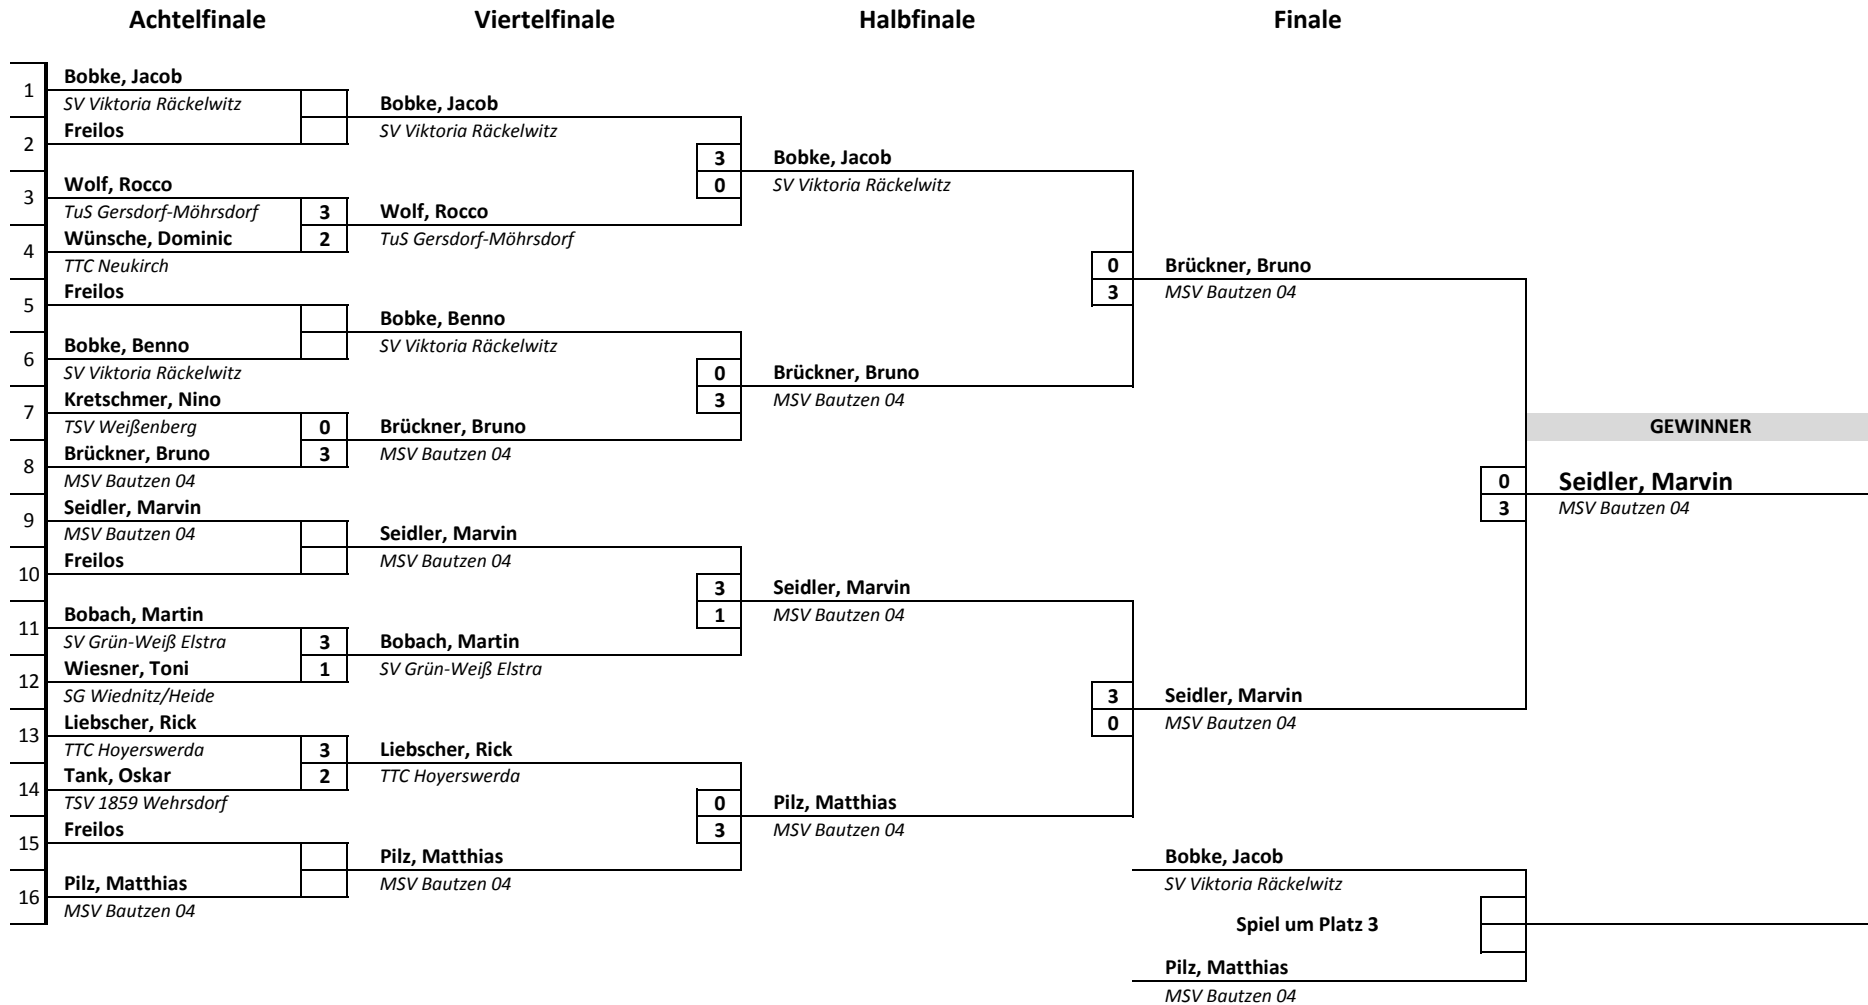 Achtelfinale Viertelfinale Halbfinale Finale
1
Bobke, Jacob
SV Viktoria Räckelwitz
2
Freilos
3
Wolf, Rocco
TuS Gersdorf-Möhrsdorf 3
4
Wünsche, Dominic 2
TTC Neukirch
5
Freilos
6
Bobke, Benno
SV Viktoria Räckelwitz
7
Kretschmer, Nino
TSV Weißenberg 0
8
Brückner, Bruno 3
MSV Bautzen 04
9
Seidler, Marvin
MSV Bautzen 04
10
Freilos
11
Bobach, Martin
SV Grün-Weiß Elstra 3
12
Wiesner, Toni 1
SG Wiednitz/Heide
13
Liebscher, Rick
TTC Hoyerswerda 3
14
Tank, Oskar 2
TSV 1859 Wehrsdorf
15
Freilos
16
Pilz, Matthias
MSV Bautzen 04
Bobke, Jacob
SV Viktoria Räckelwitz
3
0
Wolf, Rocco
TuS Gersdorf-Möhrsdorf
Bobke, Benno
SV Viktoria Räckelwitz
0
3
Brückner, Bruno
MSV Bautzen 04
Seidler, Marvin
MSV Bautzen 04
3
1
Bobach, Martin
SV Grün-Weiß Elstra
Liebscher, Rick
TTC Hoyerswerda
0
3
Pilz, Matthias
MSV Bautzen 04
Bobke, Jacob
SV Viktoria Räckelwitz
0
3
Brückner, Bruno
MSV Bautzen 04
Seidler, Marvin
MSV Bautzen 04
3
0
Pilz, Matthias
MSV Bautzen 04
Brückner, Bruno
MSV Bautzen 04
0
3
Seidler, Marvin
MSV Bautzen 04
GEWINNER
Seidler, Marvin
MSV Bautzen 04
Bobke, Jacob
SV Viktoria Räckelwitz
Spiel um Platz 3
Pilz, Matthias
MSV Bautzen 04